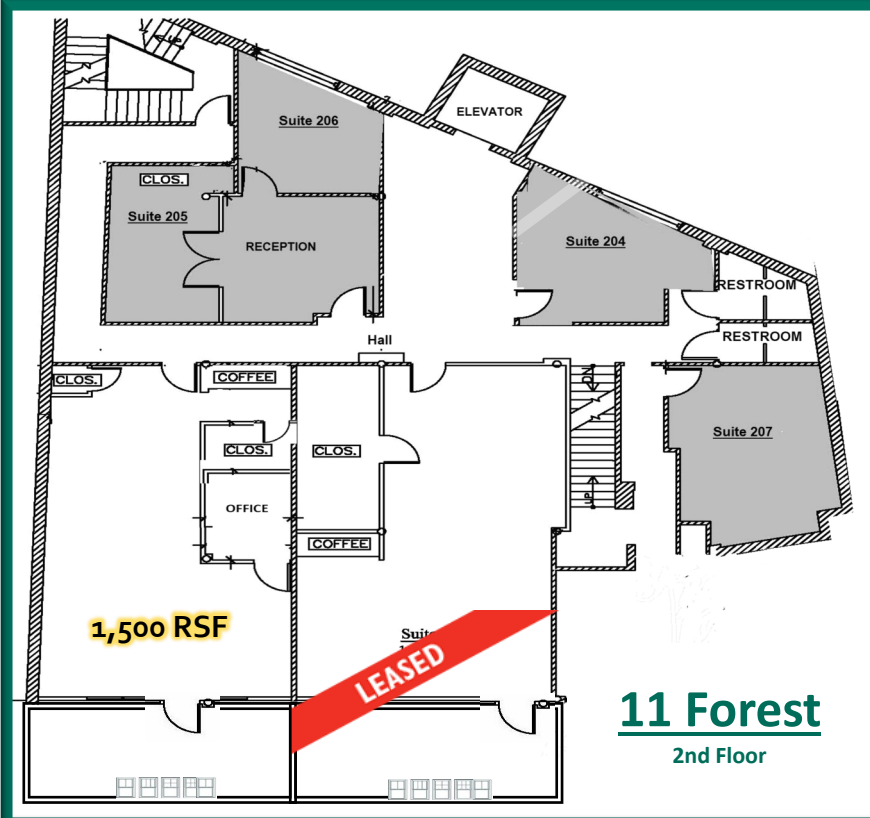 UP
ELEVATOR
Suite 206
CLOS.
Suite 205
RECEPTION
Suite 204
RESTROOM
RESTROOM
Hall
CLOS.
COFFEE
DN
CLOS.
CLOS.
Suite 207
UP
OFFICE
COFFEE
1,500 RSF
LEASED
11 Forest
2nd Floor